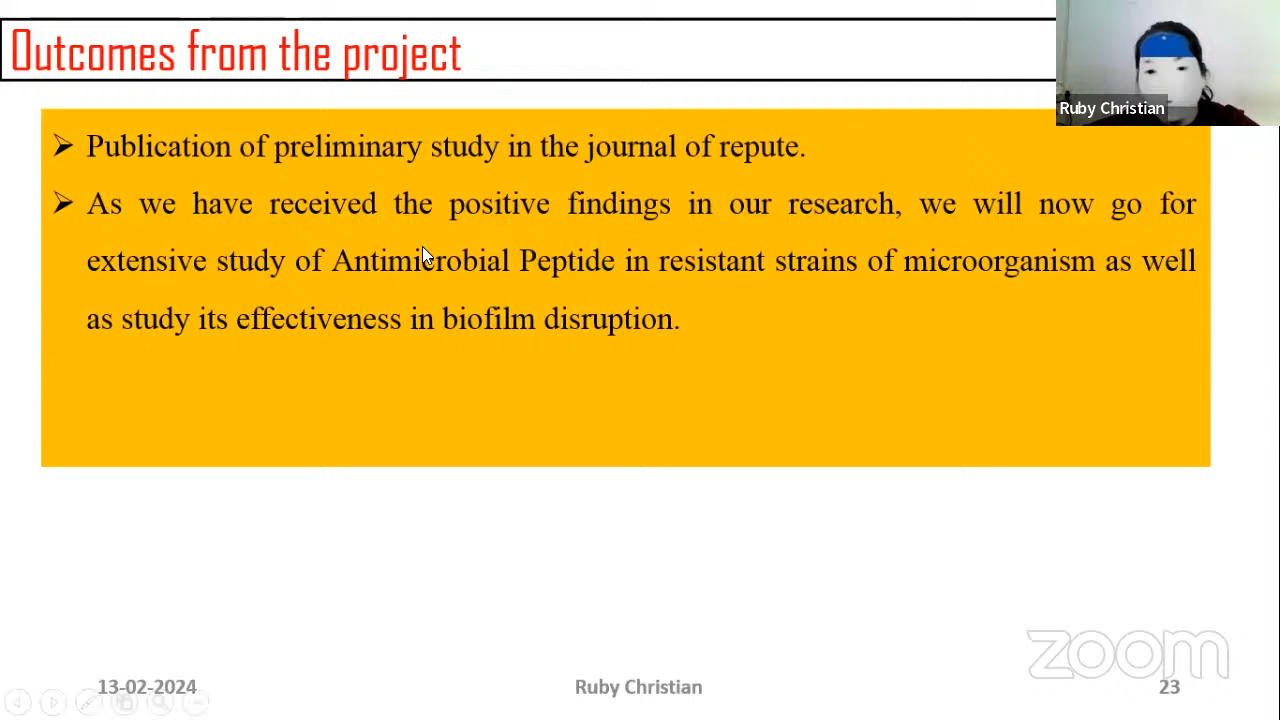 Outcomes from the project
Ruby Christian
➢ Publication of preliminary study in the journal of repute.
➢ As we have received the positive findings in our research, we will now go for
extensive study of Antimicrobial Peptide in resistant strains of microorganism as well
as study its effectiveness in biofilm disruption.
zoom
13-02-2024
Ruby Christian
23